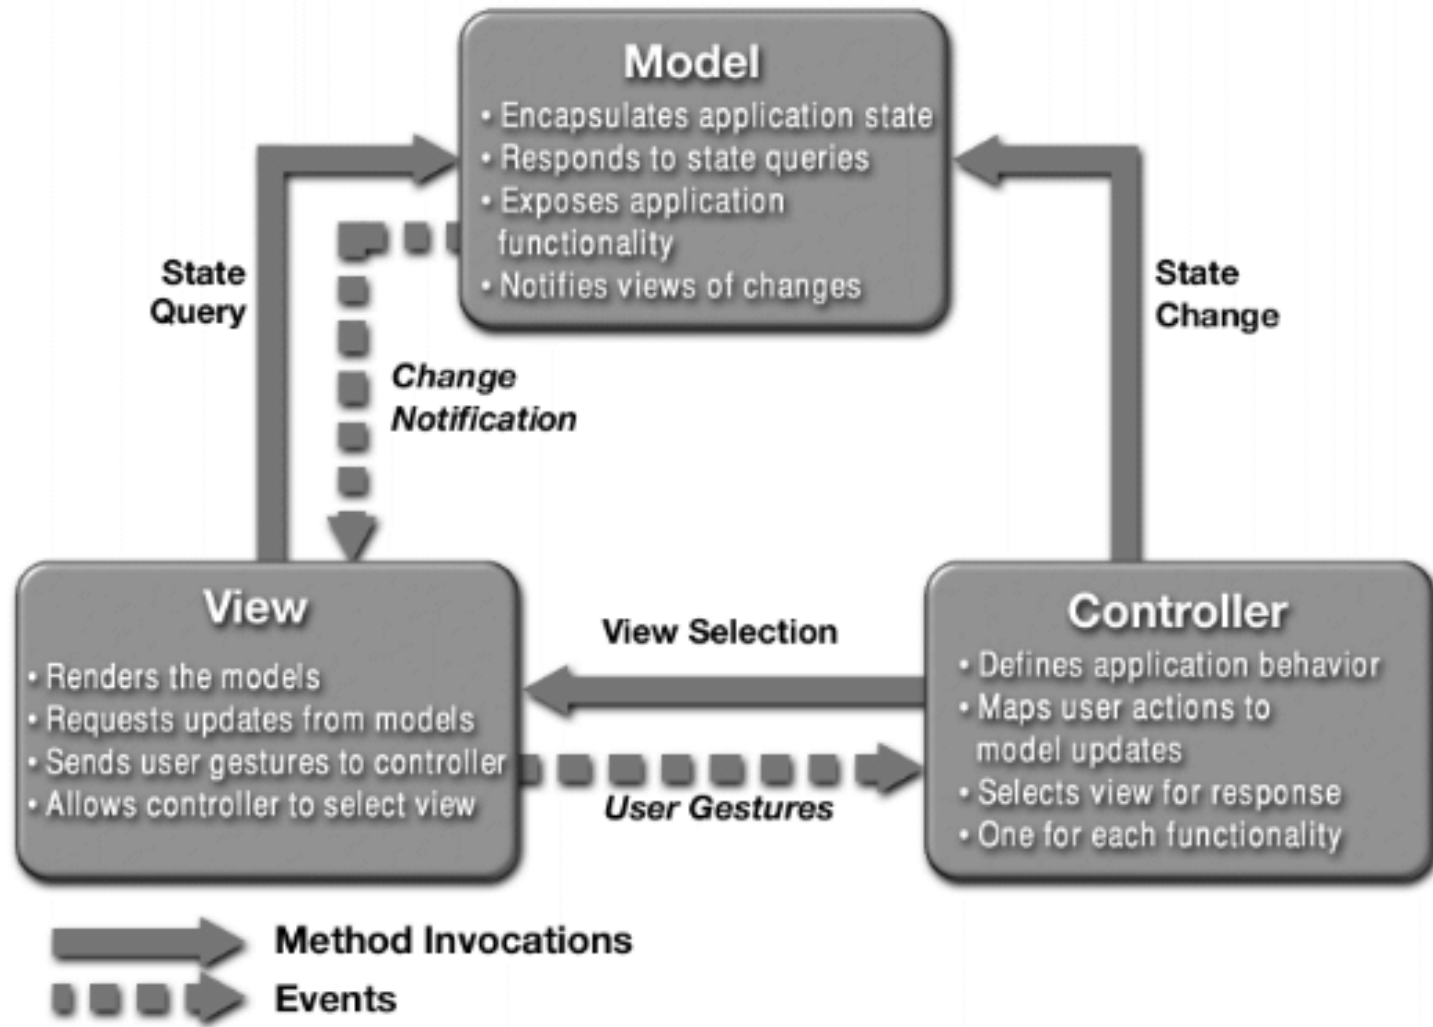 Model
• Encapsulates application state
• Responds to state queries
• Exposes application
functionality
• Notifies views of changes
State
Query
State
Change
Change
Notification
View
• Renders the models
• Requests updates from models
• Sends user gestures to controller
• Allows controller to select view
View Selection
User Gestures
Controller
• Defines application behavior
• Maps user actions to
model updates
• Selects view for response
• One for each functionality
Method Invocations
Events